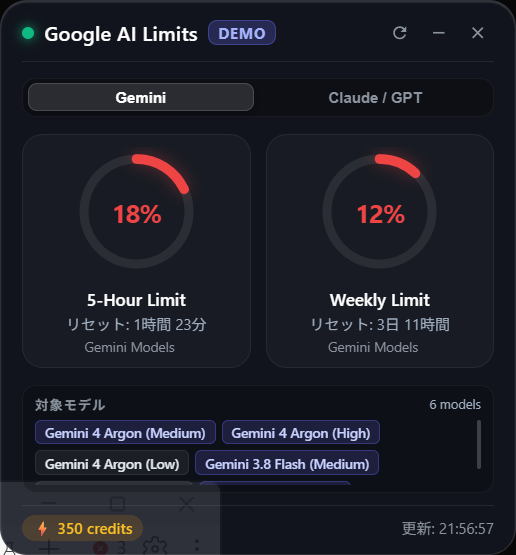 Google AI Limits DEMO
Gemini Claude / GPT
18% 12%
5-Hour Limit Weekly Limit
リセット: 1時間 23分 リセット: 3日 11時間
Gemini Models Gemini Models
対象モデル 6 models
Gemini 4 Argon (Medium) Gemini 4 Argon (High)
Gemini 4 Argon (Low) Gemini 3.8 Flash (Medium)
350 credits 更新: 21:56:57
3